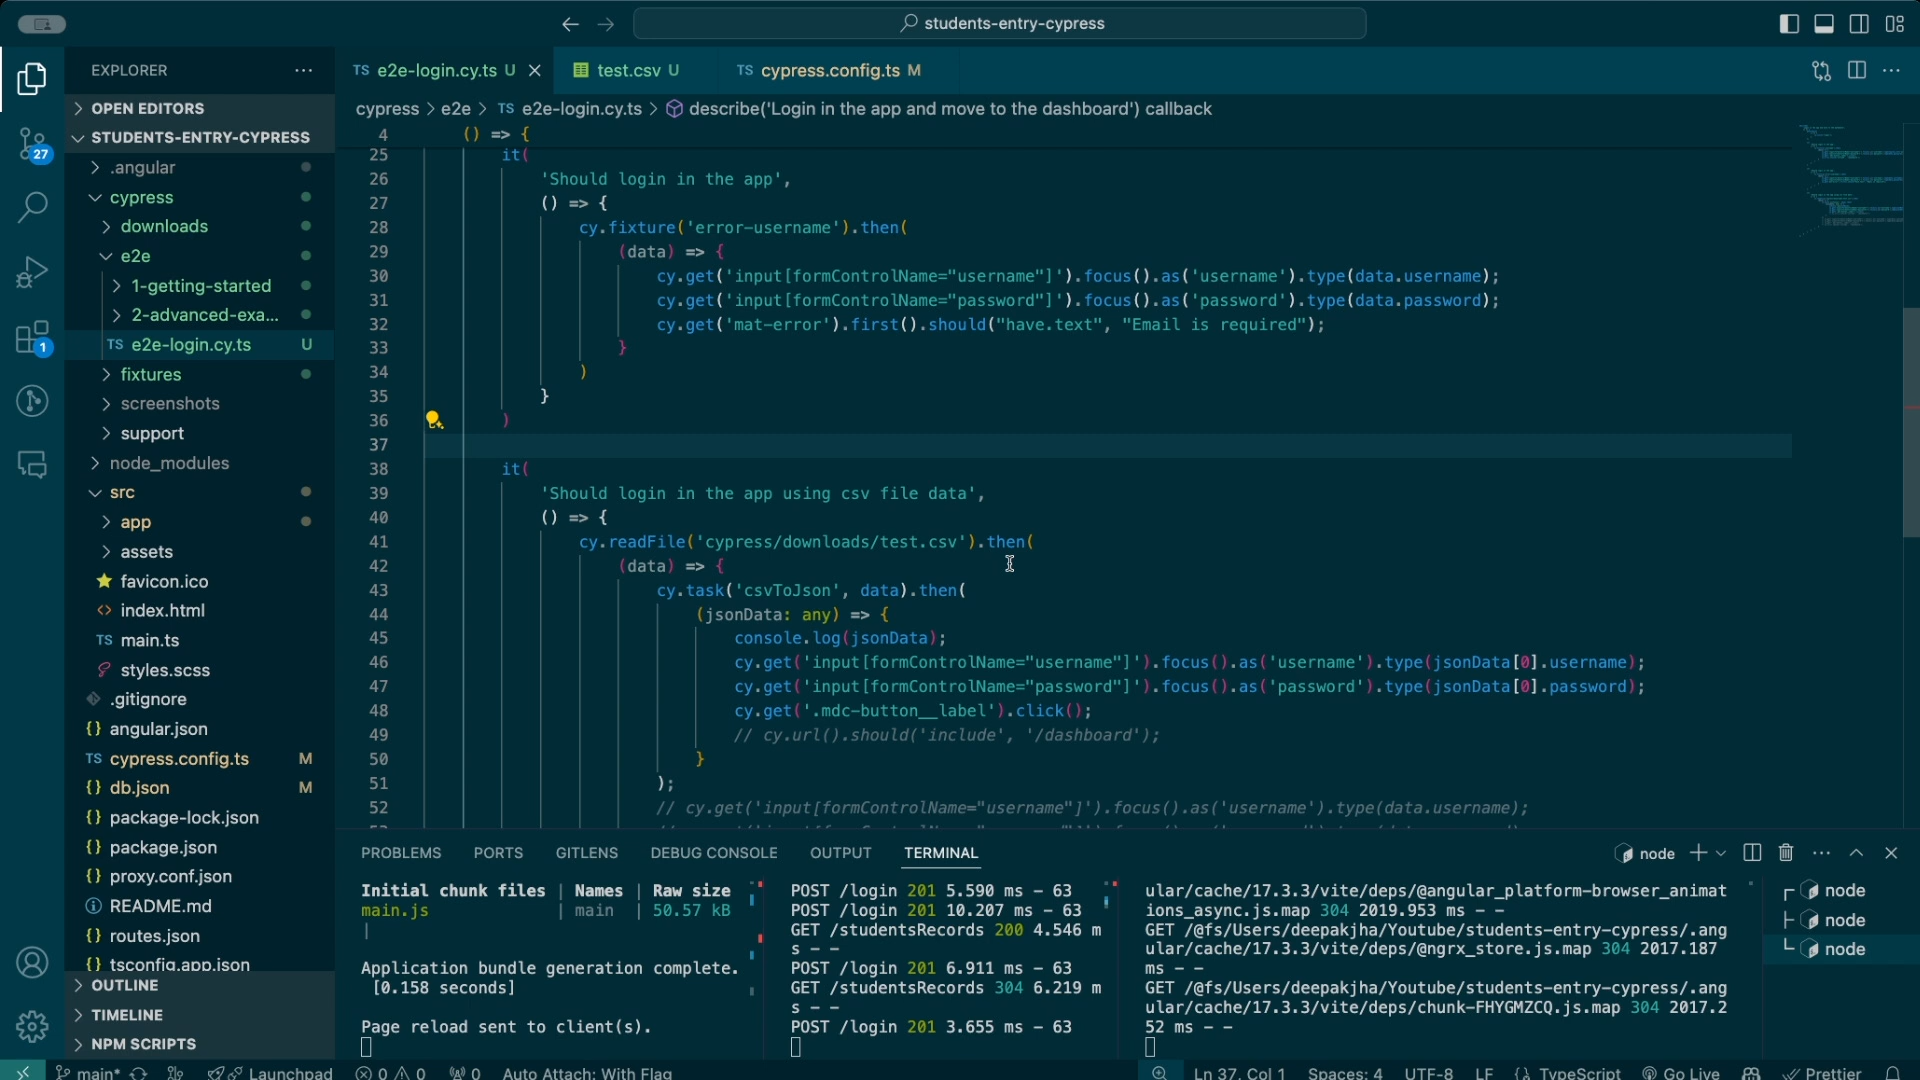 students-entry-cypress
EXPLORER
OPEN EDITORS
STUDENTS-ENTRY-CYPRESS
.angular
cypress
downloads
e2e
1-getting-started
2-advanced-exa...
TS e2e-login.cy.ts U
fixtures
screenshots
support
node_modules
src
app
assets
favicon.ico
<> index.html
TS main.ts
styles.scss
.gitignore
{} angular.json
TS cypress.config.ts M
{} db.json M
{} package-lock.json
{} package.json
{} proxy.conf.json
README.md
{} routes.json
{} tsconfig.app.json
OUTLINE
TIMELINE
NPM SCRIPTS
27
1
TS e2e-login.cy.ts U
test.csv U
TS cypress.config.ts M
cypress > e2e > TS e2e-login.cy.ts > describe('Login in the app and move to the dashboard') callback
4 () => {
25 it(
26 'Should login in the app',
27 () => {
28 cy.fixture('error-username').then(
29 (data) => {
30 cy.get('input[formControlName="username"]').focus().as('username').type(data.username);
31 cy.get('input[formControlName="password"]').focus().as('password').type(data.password);
32 cy.get('mat-error').first().should("have.text", "Email is required");
33 }
34 )
35 }
36 )
37
38 it(
39 'Should login in the app using csv file data',
40 () => {
41 cy.readFile('cypress/downloads/test.csv').then(
42 (data) => {
43 cy.task('csvToJson', data).then(
44 (jsonData: any) => {
45 console.log(jsonData);
46 cy.get('input[formControlName="username"]').focus().as('username').type(jsonData[0].username);
47 cy.get('input[formControlName="password"]').focus().as('password').type(jsonData[0].password);
48 cy.get('.mdc-button__label').click();
49 // cy.url().should('include', '/dashboard');
50 }
51 );
52 // cy.get('input[formControlName="username"]').focus().as('username').type(data.username);
PROBLEMS PORTS GITLENS DEBUG CONSOLE OUTPUT TERMINAL
node
Initial chunk files | Names | Raw size
main.js | main | 50.57 kB
|
Application bundle generation complete.
[0.158 seconds]
Page reload sent to client(s).
POST /login 201 5.590 ms - 63
POST /login 201 10.207 ms - 63
GET /studentsRecords 200 4.546 m
s - -
POST /login 201 6.911 ms - 63
GET /studentsRecords 304 6.219 m
s - -
POST /login 201 3.655 ms - 63
ular/cache/17.3.3/vite/deps/@angular_platform-browser_animat
ions_async.js.map 304 2019.953 ms - -
GET /@fs/Users/deepakjha/Youtube/students-entry-cypress/.ang
ular/cache/17.3.3/vite/deps/@ngrx_store.js.map 304 2017.187
ms - -
GET /@fs/Users/deepakjha/Youtube/students-entry-cypress/.ang
ular/cache/17.3.3/vite/deps/chunk-FHYGMZCQ.js.map 304 2017.2
52 ms - -
node
node
node
main* Launchpad 0 0 0 Auto Attach: With Flag
Ln 37, Col 1 Spaces: 4 UTF-8 LF {} TypeScript Go Live Prettier